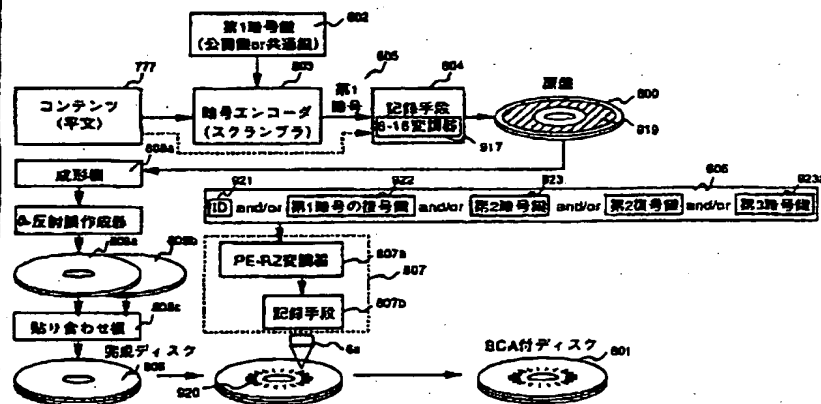 802
第1暗号鍵
(公開鍵or共通鍵)
777
コンテンツ
(平文)
803
暗号エンコーダ
(スクランブラ)
第1
暗号
805
804
記録手段
8-16変調器
917
原盤
800
919
808a
成形機
反射膜作成器
808a
808b
808c
貼り合わせ機
完成ディスク
809
921
922
923
806
923a
ID and/or 第1暗号の復号鍵 and/or 第2暗号鍵 and/or 第2復号鍵 and/or 第3暗号鍵
PE-RZ変調器
807a
807
記録手段
807b
6a
920
BCA付ディスク
801